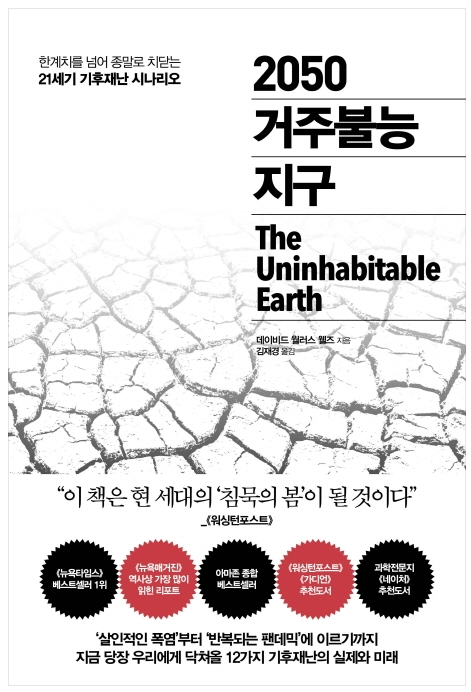 한계치를 넘어 종말로 치닫는
21세기 기후재난 시나리오
2050
거주불능
지구
The
Uninhabitable
Earth
데이비드 월러스 웰즈 지음
김재경 옮김
“이 책은 현 세대의 ‘침묵의 봄’이 될 것이다”
_《워싱턴포스트》
《뉴욕타임스》
베스트셀러 1위
《뉴욕매거진》
역사상 가장 많이
읽힌 리포트
아마존 종합
베스트셀러
《워싱턴포스트》
《가디언》
추천도서
과학전문지
《네이처》
추천도서
‘살인적인 폭염’부터 ‘반복되는 팬데믹’에 이르기까지
지금 당장 우리에게 닥쳐올 12가지 기후재난의 실제와 미래